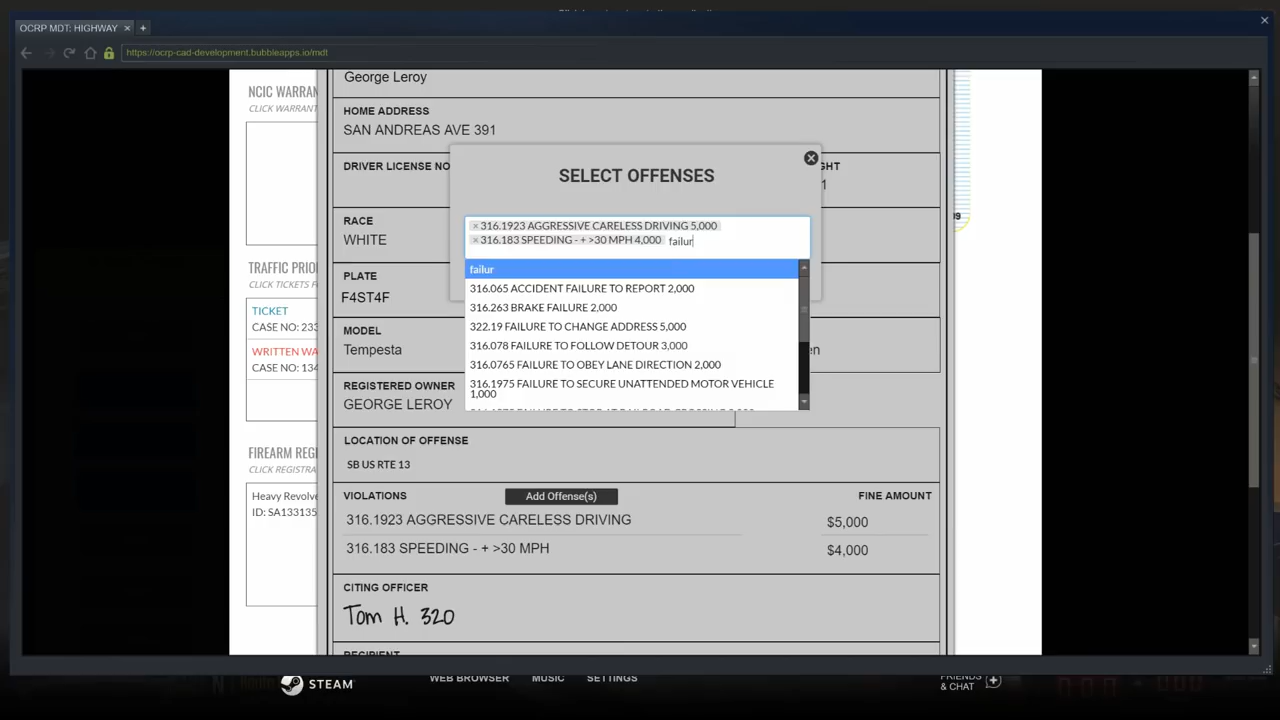 OCRP MDT: HIGHWAY × +
https://ocrp-cad-development.bubbleapps.io/mdt
NCIC WARRAN
CLICK WARRANT
George Leroy
HOME ADDRESS
SAN ANDREAS AVE 391
IVER LICENSE NO
GHT
1
RACE
WHITE
TRAFFIC PRIO
CLICK TICKETS F
TICKET
CASE NO: 233
WRITTEN WA
CASE NO: 134
PLATE
F4ST4F
MODEL
Tempesta
en
REGISTERED OWNER
GEORGE LEROY
SELECT OFFENSES
× 316.1923 AGGRESSIVE CARELESS DRIVING 5,000
× 316.183 SPEEDING - + >30 MPH 4,000 failur
failur
316.065 ACCIDENT FAILURE TO REPORT 2,000
316.263 BRAKE FAILURE 2,000
322.19 FAILURE TO CHANGE ADDRESS 5,000
316.078 FAILURE TO FOLLOW DETOUR 3,000
316.0765 FAILURE TO OBEY LANE DIRECTION 2,000
316.1975 FAILURE TO SECURE UNATTENDED MOTOR VEHICLE
1,000
LOCATION OF OFFENSE
SB US RTE 13
FIREARM REG
CLICK REGISTRA
Heavy Revolve
ID: SA133135
VIOLATIONS
Add Offense(s)
FINE AMOUNT
316.1923 AGGRESSIVE CARELESS DRIVING
$5,000
316.183 SPEEDING - + >30 MPH
$4,000
CITING OFFICER
Tom H. 320
STEAM
WEB BROWSER
MUSIC
SETTINGS
FRIENDS
& CHAT